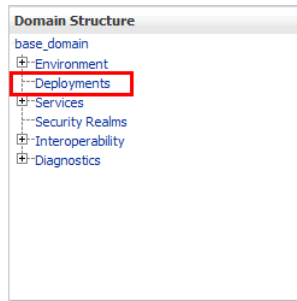 Domain Structure
base_domain
Environment
Deployments
Services
Security Realms
Interoperability
Diagnostics